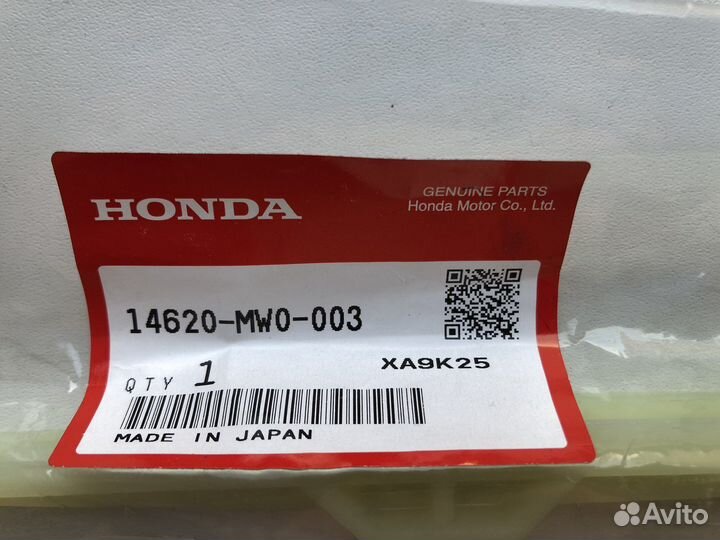 HONDA
GENUINE PARTS
Honda Motor Co., Ltd.
14620-MW0-003
XA9K25
QTY 1
MADE IN JAPAN
Avito